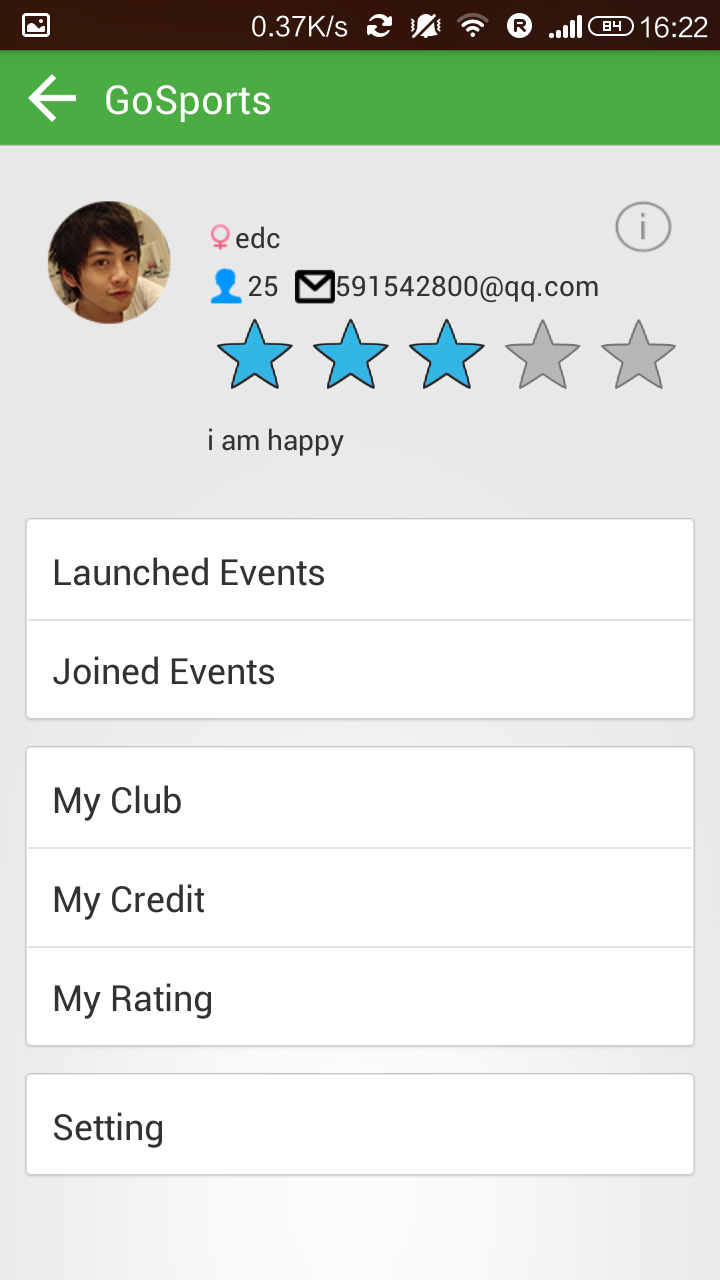 0.37K/s R 84 16:22
GoSports
edc
i
25 591542800@qq.com
i am happy
Launched Events
Joined Events
My Club
My Credit
My Rating
Setting